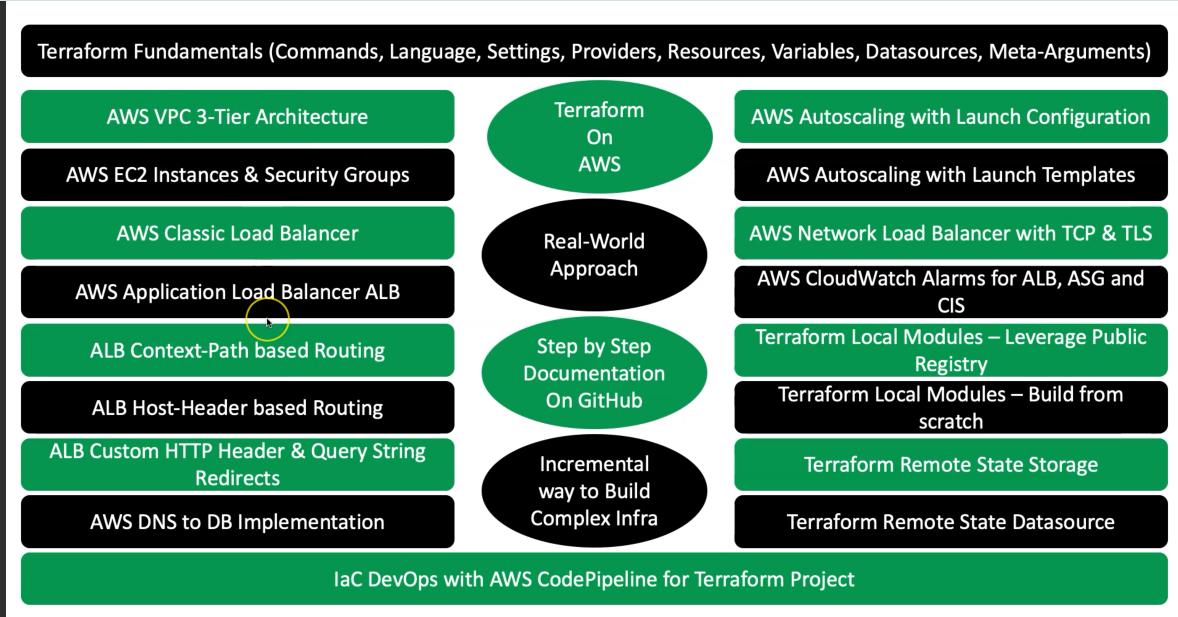 Terraform Fundamentals (Commands, Language, Settings, Providers, Resources, Variables, Datasources, Meta-Arguments)
AWS VPC 3-Tier Architecture
AWS EC2 Instances & Security Groups
AWS Classic Load Balancer
AWS Application Load Balancer ALB
ALB Context-Path based Routing
ALB Host-Header based Routing
ALB Custom HTTP Header & Query String
Redirects
AWS DNS to DB Implementation
Terraform
On
AWS
Real-World
Approach
Step by Step
Documentation
On GitHub
Incremental
way to Build
Complex Infra
AWS Autoscaling with Launch Configuration
AWS Autoscaling with Launch Templates
AWS Network Load Balancer with TCP & TLS
AWS CloudWatch Alarms for ALB, ASG and
CIS
Terraform Local Modules – Leverage Public
Registry
Terraform Local Modules – Build from
scratch
Terraform Remote State Storage
Terraform Remote State Datasource
IaC DevOps with AWS CodePipeline for Terraform Project